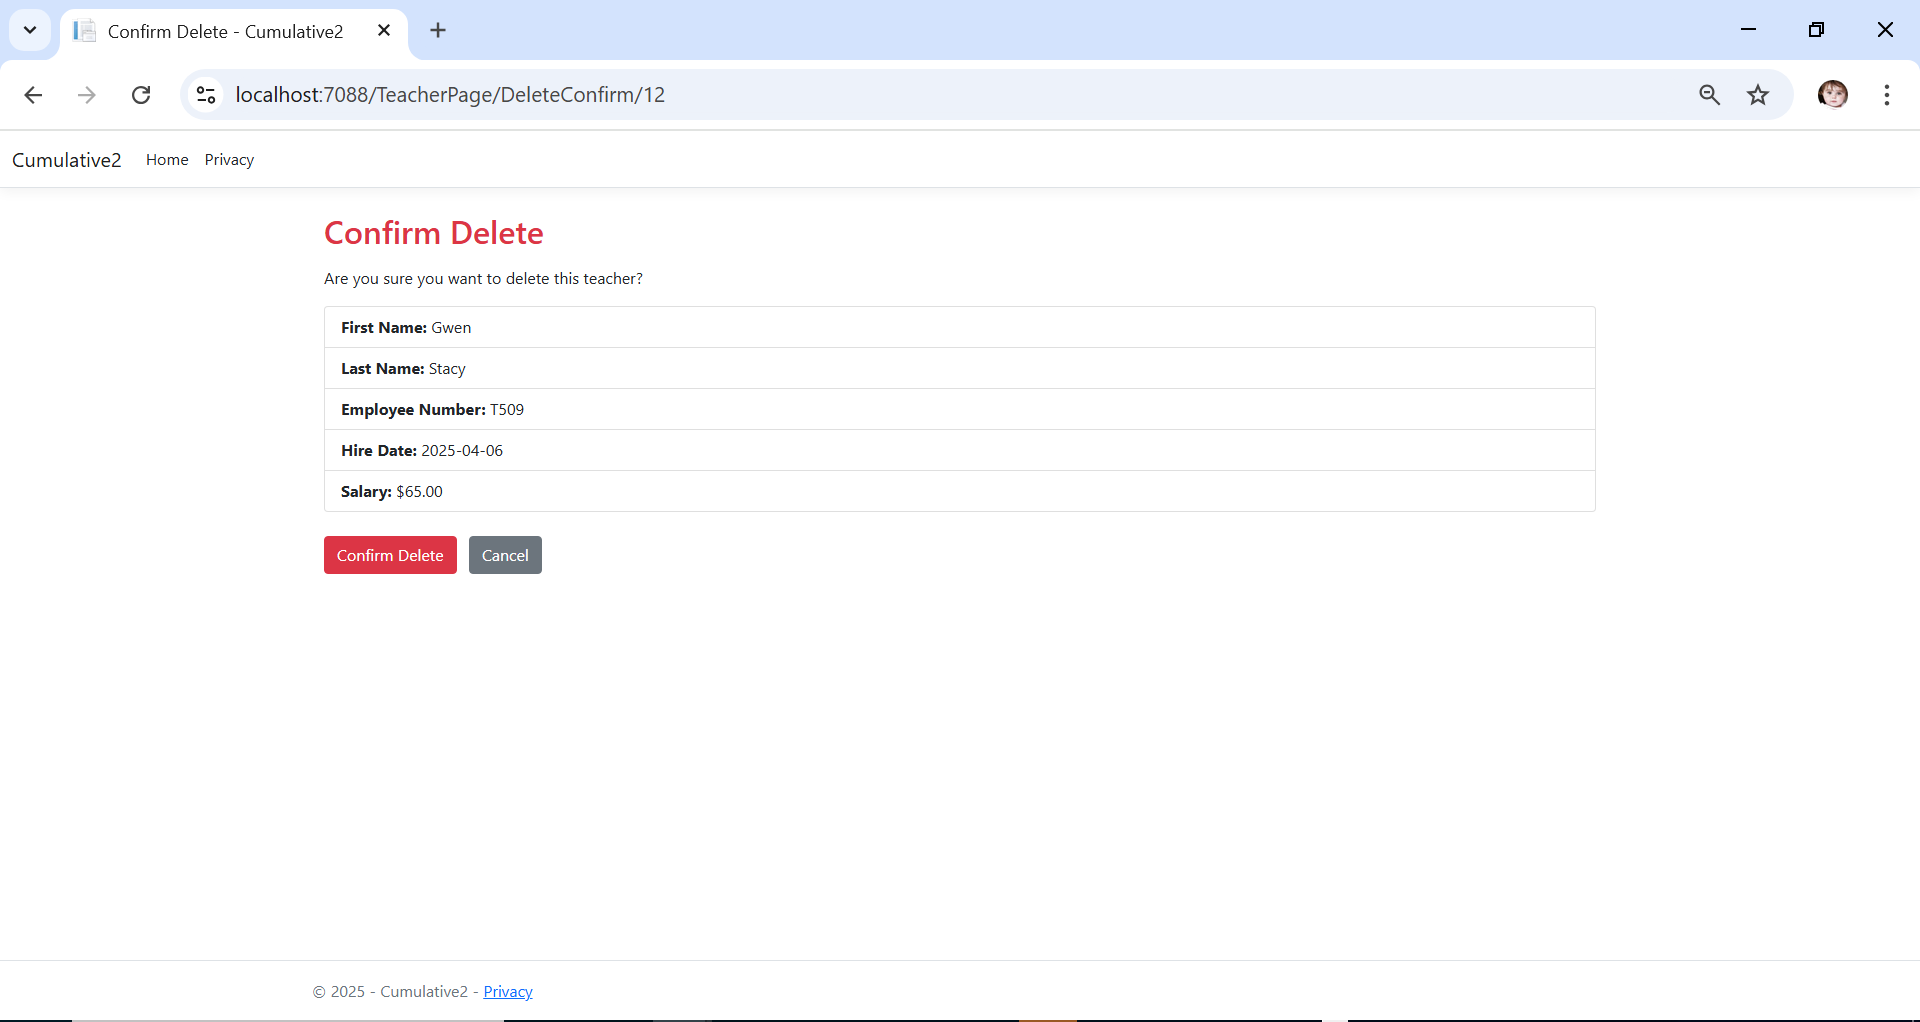 Confirm Delete - Cumulative2
localhost:7088/TeacherPage/DeleteConfirm/12
Cumulative2 Home Privacy
Confirm Delete
Are you sure you want to delete this teacher?
First Name: Gwen
Last Name: Stacy
Employee Number: T509
Hire Date: 2025-04-06
Salary: $65.00
Confirm Delete Cancel
© 2025 - Cumulative2 - Privacy